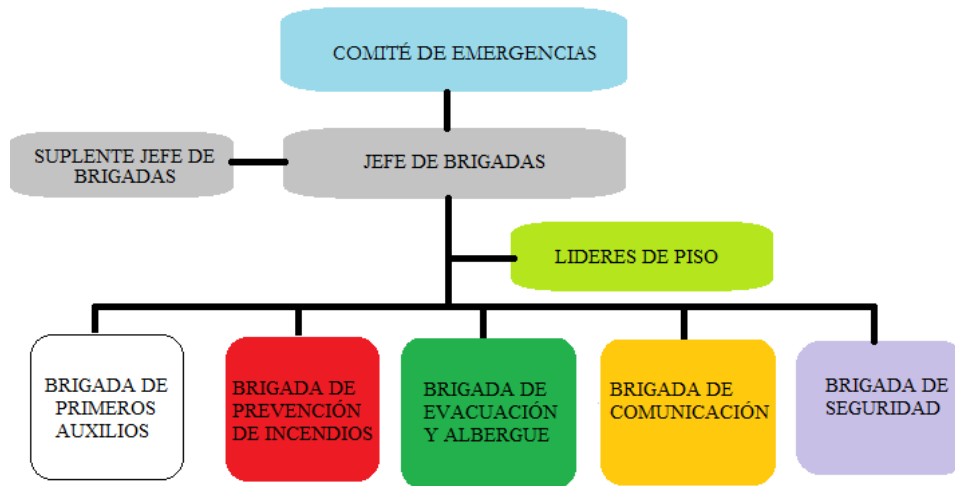 COMITÉ DE EMERGENCIAS
SUPLENTE JEFE DE
BRIGADAS
JEFE DE BRIGADAS
LIDERES DE PISO
BRIGADA DE
PRIMEROS
AUXILIOS
BRIGADA DE
PREVENCIÓN
DE INCENDIOS
BRIGADA DE
EVACUACIÓN
Y ALBERGUE
BRIGADA DE
COMUNICACIÓN
BRIGADA DE
SEGURIDAD